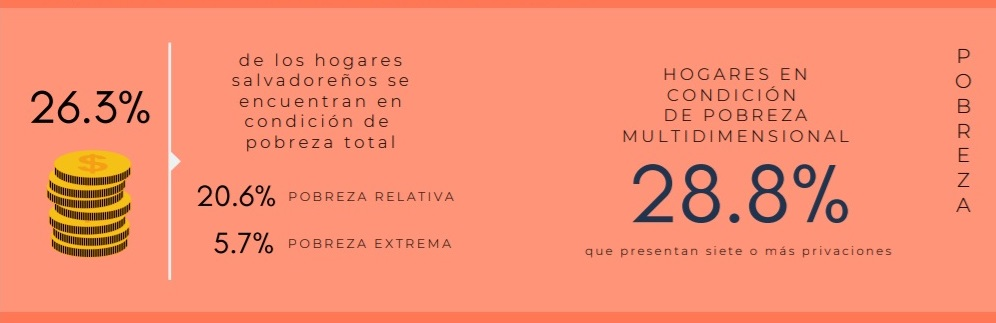 26.3%
de los hogares
salvadoreños se
encuentran en
condición de
pobreza total
$
20.6% POBREZA RELATIVA
5.7% POBREZA EXTREMA
HOGARES EN
CONDICIÓN
DE POBREZA
MULTIDIMENSIONAL
28.8%
que presentan siete o más privaciones
POBREZA